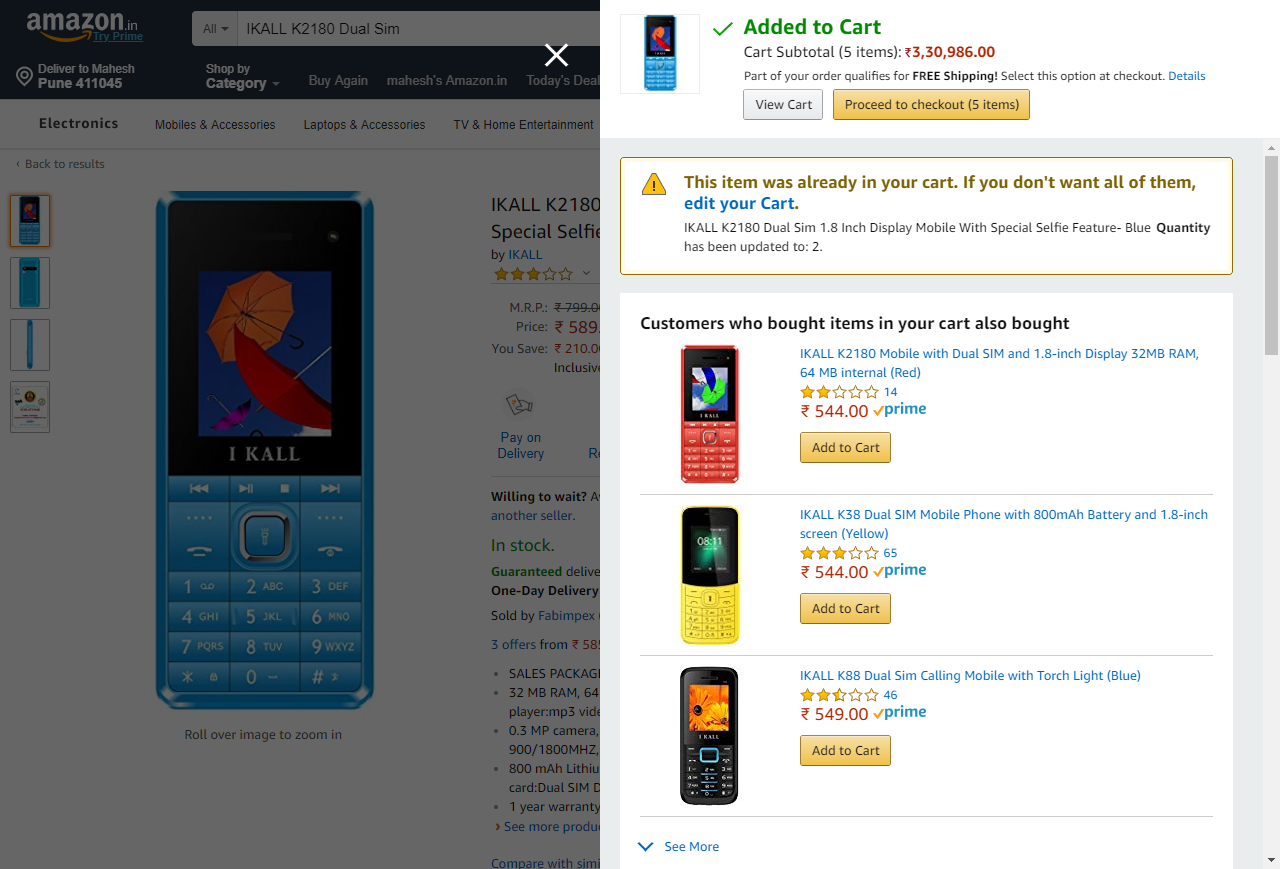 amazon.in
Try Prime
All
IKALL K2180 Dual Sim
Deliver to Mahesh
Pune 411045
Shop by
Category
Buy Again
mahesh's Amazon.in
Today's Deal
Electronics
Mobiles & Accessories
Laptops & Accessories
TV & Home Entertainment
‹ Back to results
I KALL
1
2 ABC
3 DEF
4 GHI
5 JKL
6 MNO
7 PQRS
8 TUV
9 WXYZ
0
#
Roll over image to zoom in
IKALL K2180
Special Selfie
by IKALL
M.R.P.: ₹ 799.0
Price: ₹ 589.
You Save: ₹ 210.0
Inclusive
Pay on
Delivery
Re
Willing to wait? Av
another seller.
In stock.
Guaranteed delive
One-Day Delivery
Sold by Fabimpex
3 offers from ₹ 585
SALES PACKAGE
32 MB RAM, 64
player:mp3 vide
0.3 MP camera,
900/1800MHZ,
800 mAh Lithiu
card:Dual SIM D
1 year warranty
› See more produc
Compare with simi
Added to Cart
Cart Subtotal (5 items): ₹3,30,986.00
Part of your order qualifies for FREE Shipping! Select this option at checkout. Details
View Cart
Proceed to checkout (5 items)
This item was already in your cart. If you don't want all of them,
edit your Cart.
IKALL K2180 Dual Sim 1.8 Inch Display Mobile With Special Selfie Feature- Blue Quantity
has been updated to: 2.
Customers who bought items in your cart also bought
IKALL K2180 Mobile with Dual SIM and 1.8-inch Display 32MB RAM,
64 MB internal (Red)
14
₹ 544.00 prime
Add to Cart
I KALL
IKALL K38 Dual SIM Mobile Phone with 800mAh Battery and 1.8-inch
screen (Yellow)
65
₹ 544.00 prime
Add to Cart
08:11
IKALL K88 Dual Sim Calling Mobile with Torch Light (Blue)
46
₹ 549.00 prime
Add to Cart
I KALL
See More